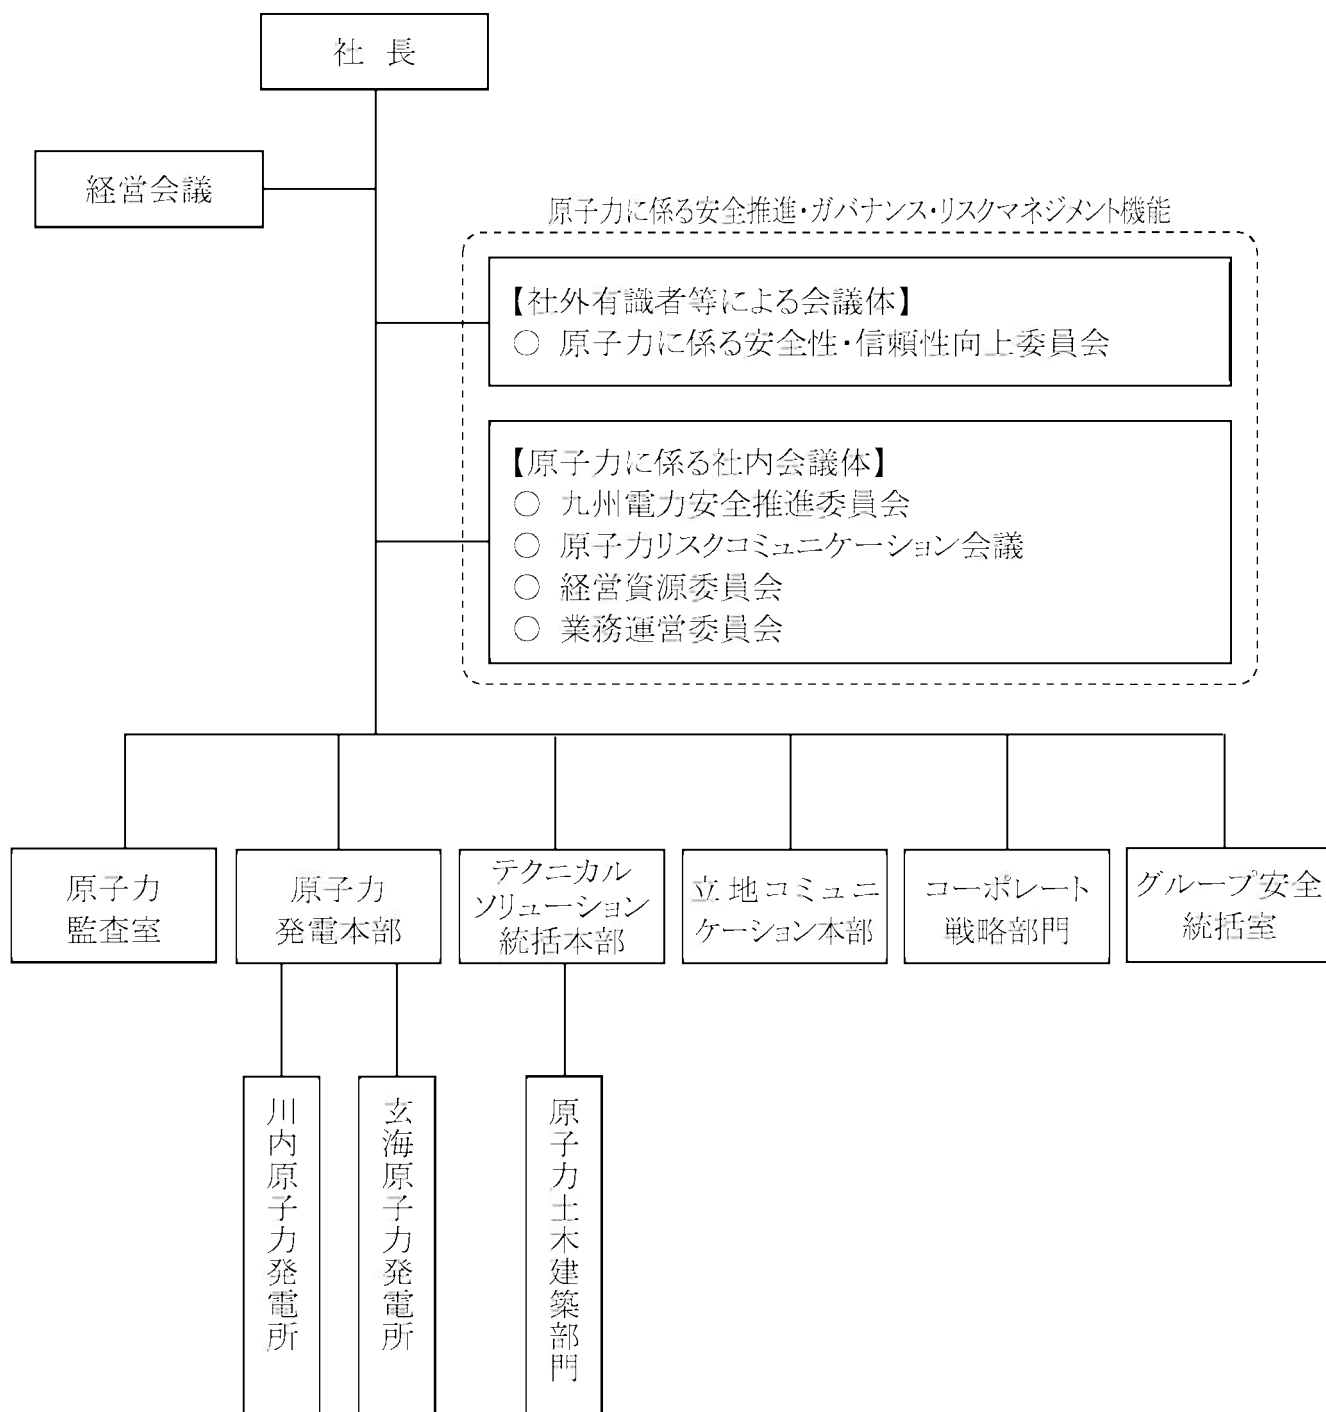 社 長
経営会議
原子力に係る安全推進・ガバナンス・リスクマネジメント機能
【社外有識者等による会議体】
○ 原子力に係る安全性・信頼性向上委員会
【原子力に係る社内会議体】
○ 九州電力安全推進委員会
○ 原子力リスクコミュニケーション会議
○ 経営資源委員会
○ 業務運営委員会
原子力
監査室
原子力
発電本部
テクニカル
ソリューション
統括本部
立地コミュニ
ケーション本部
コーポレート
戦略部門
グループ安全
統括室
川内原子力発電所
玄海原子力発電所
原子力土木建築部門